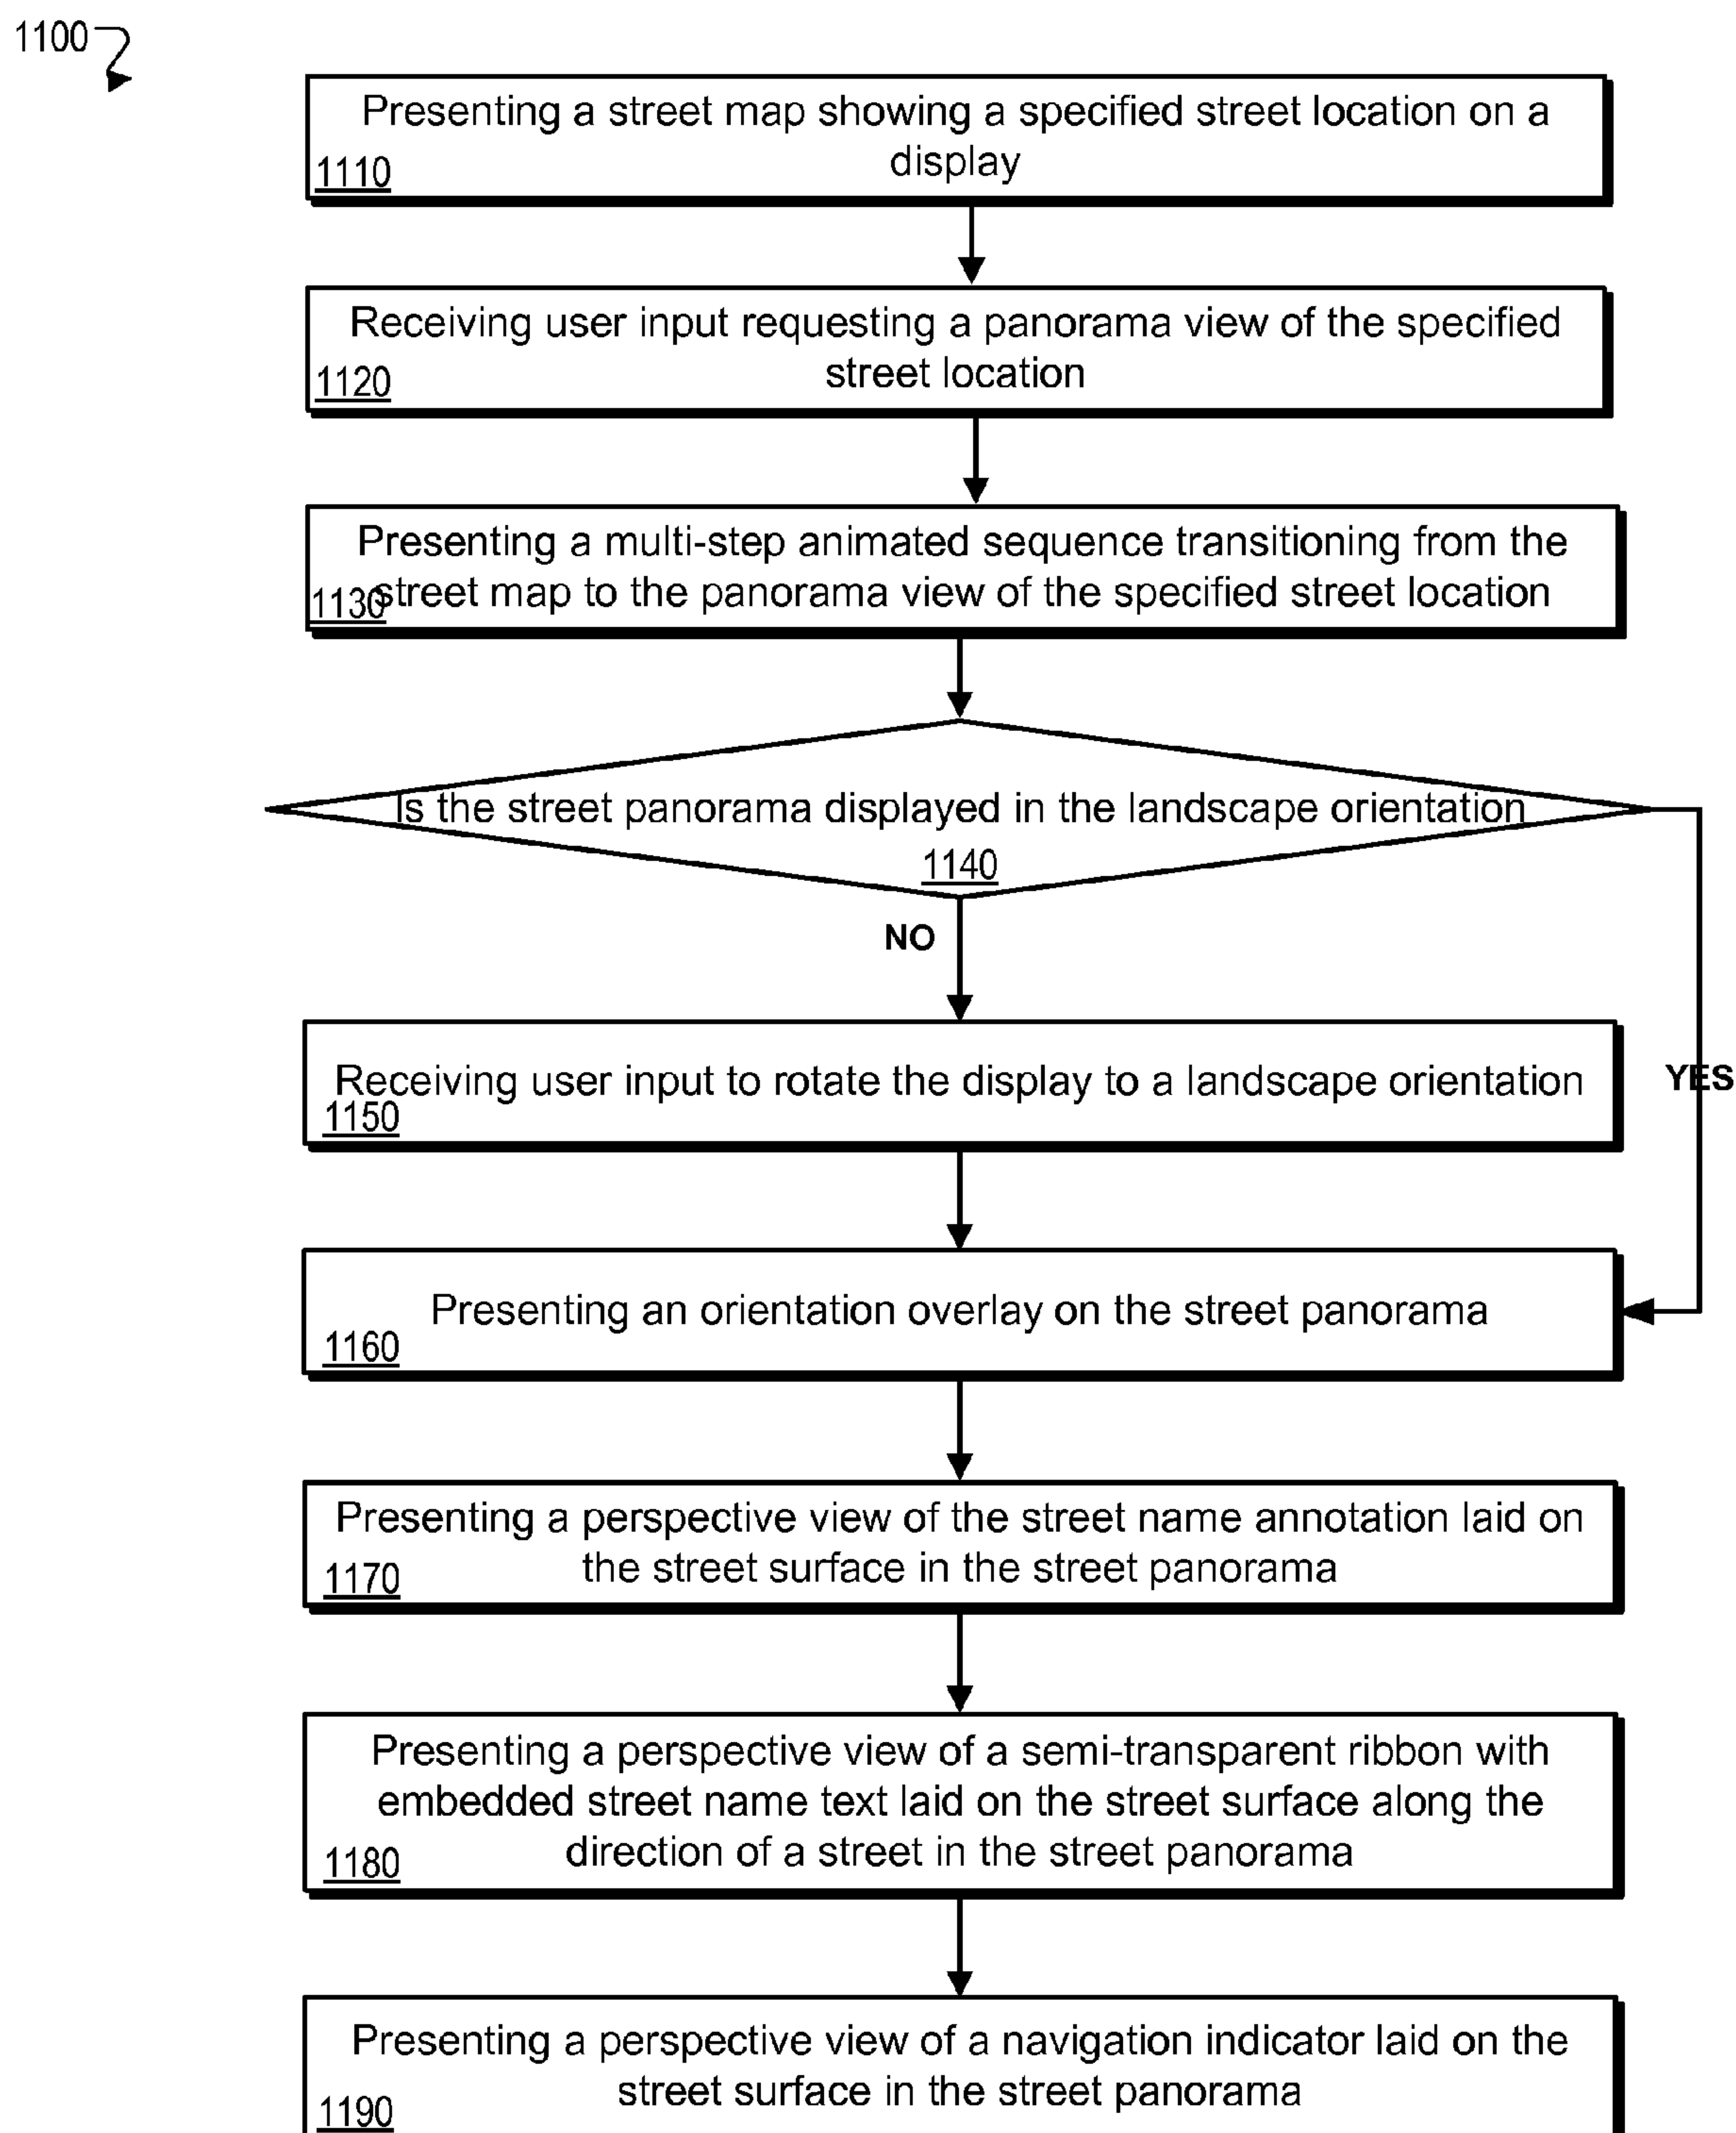 1100
Presenting a street map showing a specified street location on a
display
1110
Receiving user input requesting a panorama view of the specified
street location
1120
Presenting a multi-step animated sequence transitioning from the
street map to the panorama view of the specified street location
1130
Is the street panorama displayed in the landscape orientation
1140
NO
YES
Receiving user input to rotate the display to a landscape orientation
1150
Presenting an orientation overlay on the street panorama
1160
Presenting a perspective view of the street name annotation laid on
the street surface in the street panorama
1170
Presenting a perspective view of a semi-transparent ribbon with
embedded street name text laid on the street surface along the
direction of a street in the street panorama
1180
Presenting a perspective view of a navigation indicator laid on the
street surface in the street panorama
1190